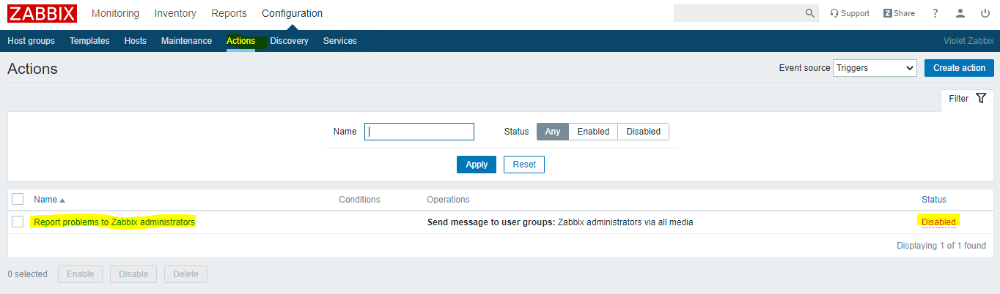 ZABBIX Monitoring Inventory Reports Configuration Support Z Share ?
Host groups Templates Hosts Maintenance Actions Discovery Services Violet Zabbix
Actions Event source Triggers Create action
Filter
Name Status Any Enabled Disabled
Apply Reset
Name Conditions Operations Status
Report problems to Zabbix administrators Send message to user groups: Zabbix administrators via all media Disabled
Displaying 1 of 1 found
0 selected Enable Disable Delete